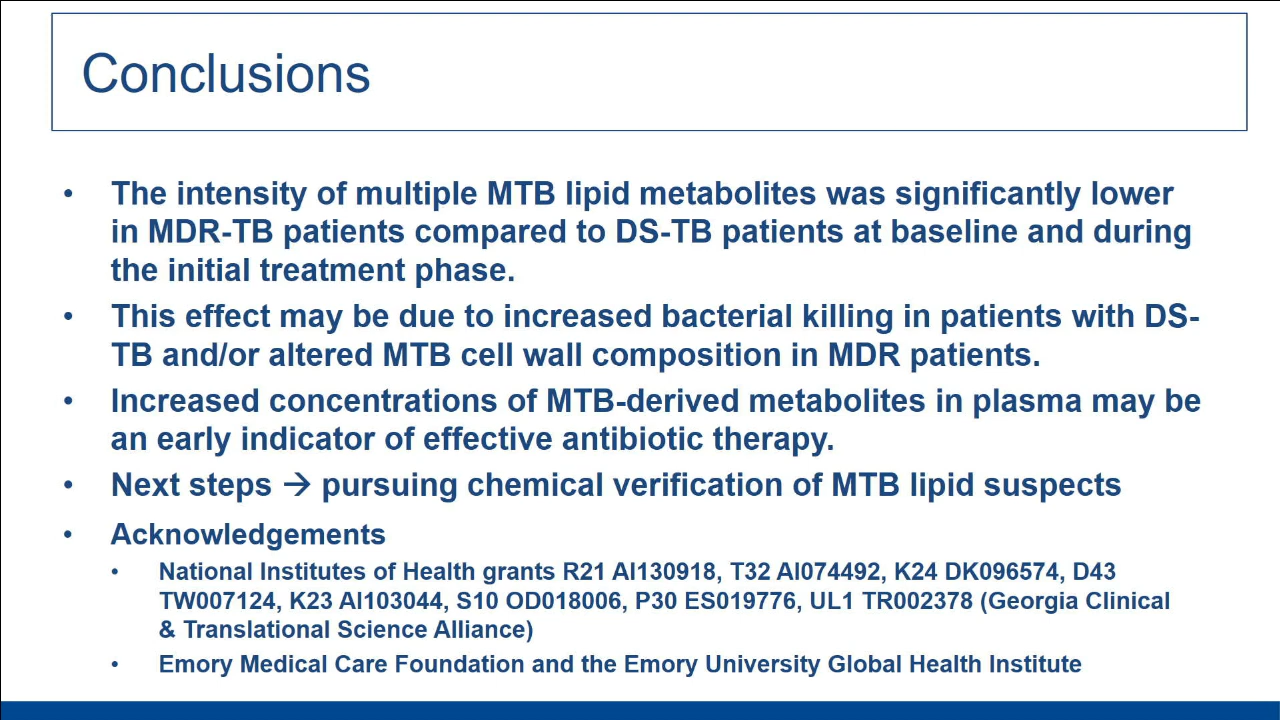 Conclusions
• The intensity of multiple MTB lipid metabolites was significantly lower
in MDR-TB patients compared to DS-TB patients at baseline and during
the initial treatment phase.
• This effect may be due to increased bacterial killing in patients with DS-
TB and/or altered MTB cell wall composition in MDR patients.
• Increased concentrations of MTB-derived metabolites in plasma may be
an early indicator of effective antibiotic therapy.
• Next steps → pursuing chemical verification of MTB lipid suspects
• Acknowledgements
• National Institutes of Health grants R21 AI130918, T32 AI074492, K24 DK096574, D43
TW007124, K23 AI103044, S10 OD018006, P30 ES019776, UL1 TR002378 (Georgia Clinical
& Translational Science Alliance)
• Emory Medical Care Foundation and the Emory University Global Health Institute